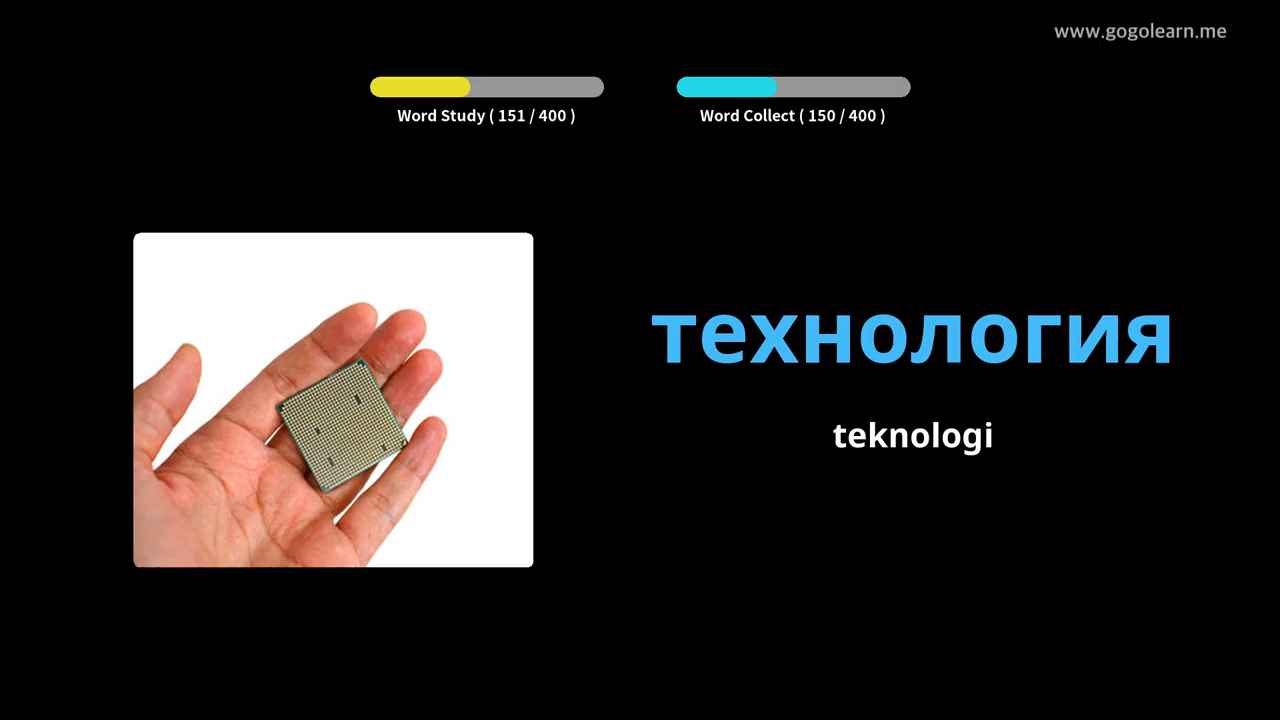 www.gogolearn.me
Word Study ( 151 / 400 )
Word Collect ( 150 / 400 )
технология
teknologi